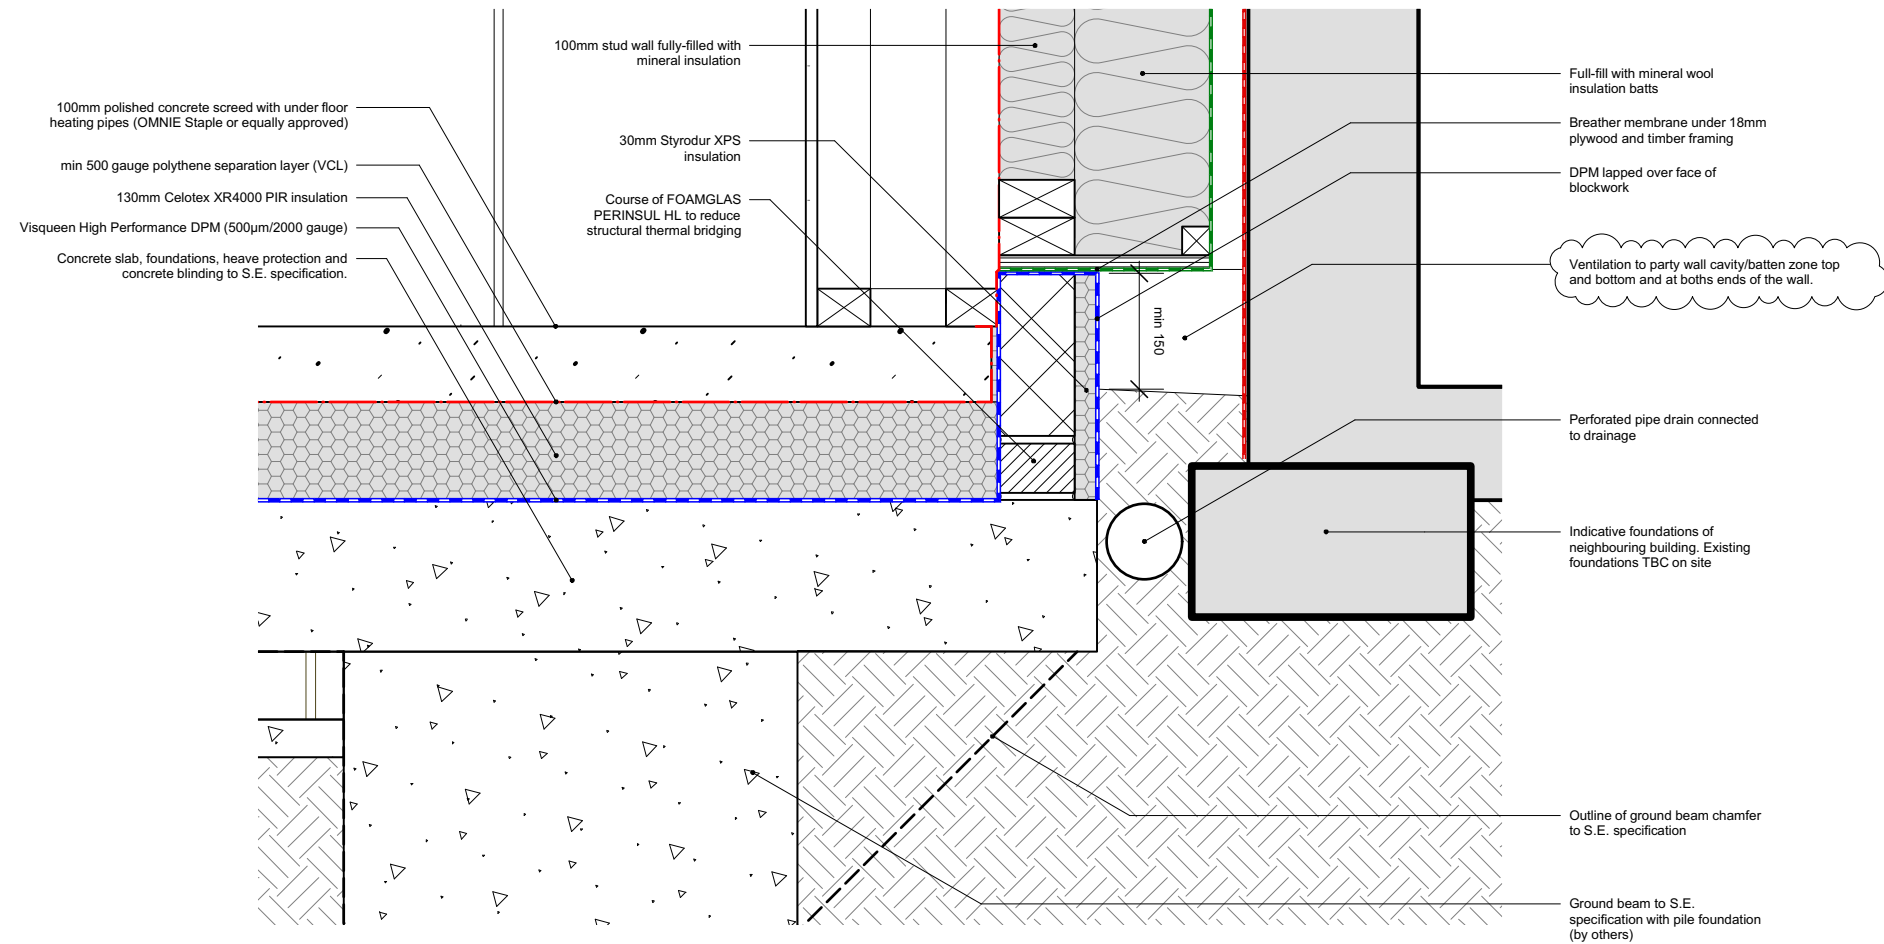 100mm polished concrete screed with under floor
heating pipes (OMNIE Staple or equally approved)
min 500 gauge polythene separation layer (VCL)
130mm Celotex XR4000 PIR insulation
Visqueen High Performance DPM (500µm/2000 gauge)
Concrete slab, foundations, heave protection and
concrete blinding to S.E. specification.
100mm stud wall fully-filled with
mineral insulation
30mm Styrodur XPS
insulation
Course of FOAMGLAS
PERINSUL HL to reduce
structural thermal bridging
min 150
Full-fill with mineral wool
insulation batts
Breather membrane under 18mm
plywood and timber framing
DPM lapped over face of
blockwork
Ventilation to party wall cavity/batten zone top
and bottom and at boths ends of the wall.
Perforated pipe drain connected
to drainage
Indicative foundations of
neighbouring building. Existing
foundations TBC on site
Outline of ground beam chamfer
to S.E. specification
Ground beam to S.E.
specification with pile foundation
(by others)